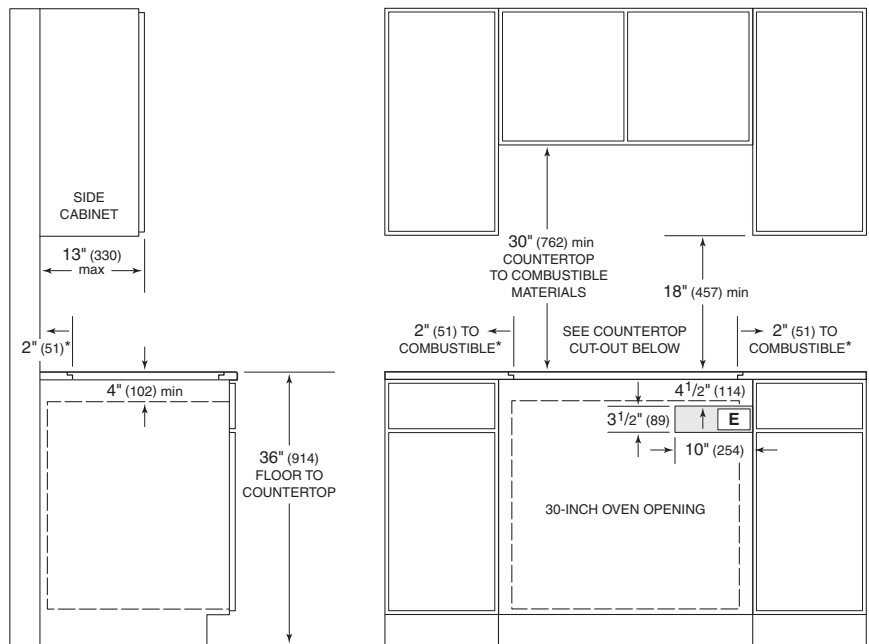 SIDE
CABINET
13" (330)
max
2" (51)*
4" (102) min
36" (914)
FLOOR TO
COUNTERTOP
30" (762) min
COUNTERTOP
TO COMBUSTIBLE
MATERIALS
18" (457) min
2" (51) TO
COMBUSTIBLE*
SEE COUNTERTOP
CUT-OUT BELOW
2" (51) TO
COMBUSTIBLE*
4 1/2" (114)
3 1/2" (89)
E
10" (254)
30-INCH OVEN OPENING